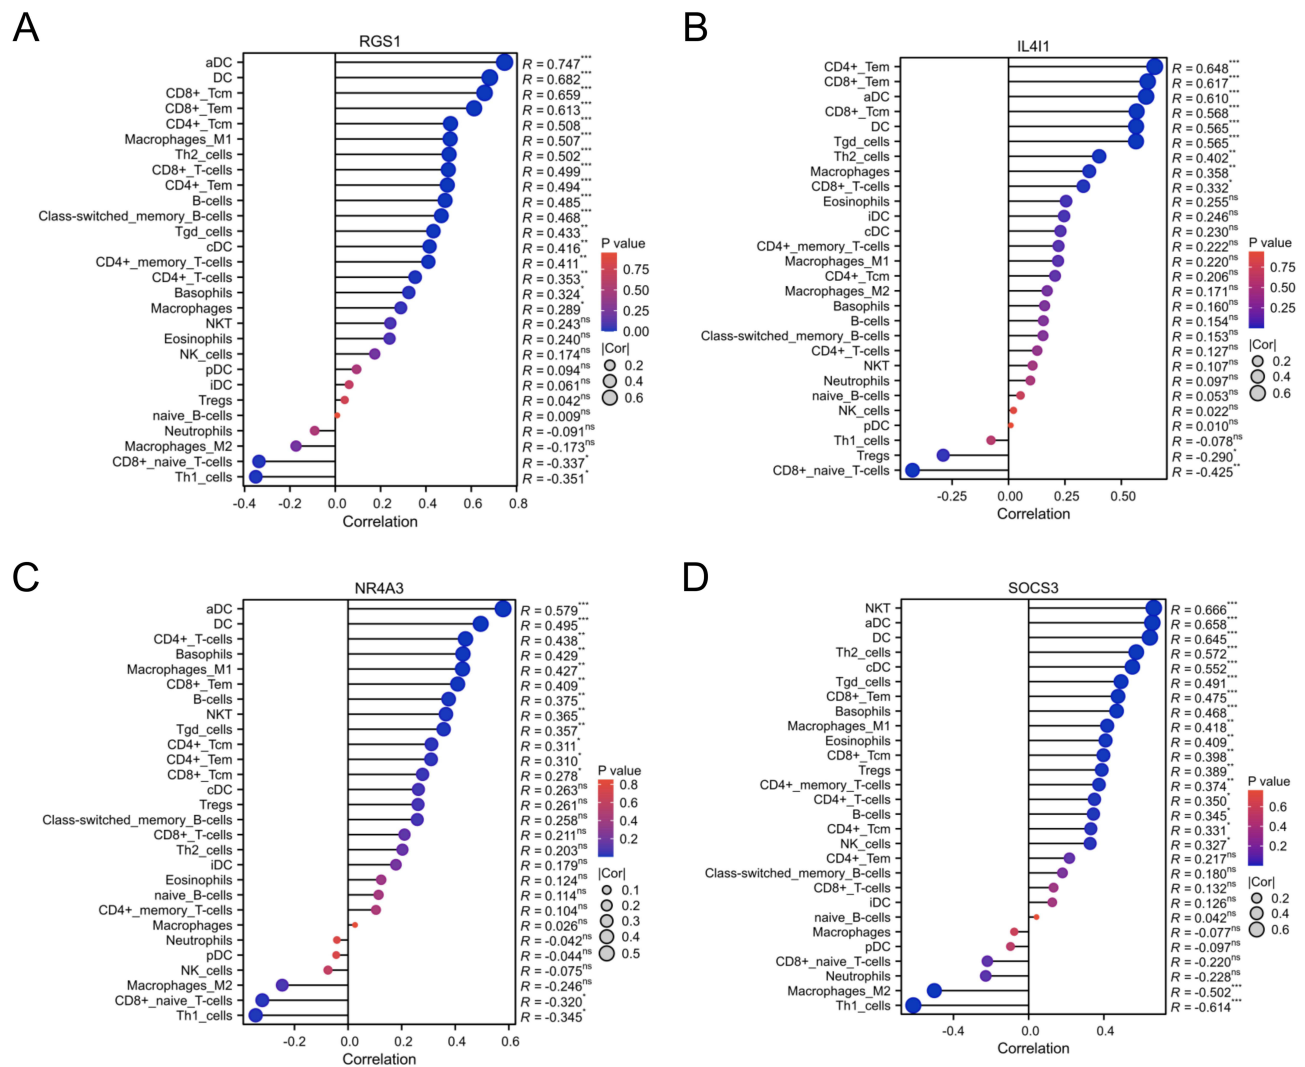 A
RGS1
aDC R = 0.747***
DC R = 0.682***
CD8+_Tcm R = 0.659***
CD8+_Tem R = 0.613***
CD4+_Tcm R = 0.508***
Macrophages_M1 R = 0.507***
Th2_cells R = 0.502***
CD8+_T-cells R = 0.499***
CD4+_Tem R = 0.494***
B-cells R = 0.485***
Class-switched_memory_B-cells R = 0.468***
Tgd_cells R = 0.433**
cDC R = 0.416**
CD4+_memory_T-cells R = 0.411**
CD4+_T-cells R = 0.353**
Basophils R = 0.324*
Macrophages R = 0.289*
NKT R = 0.243ns
Eosinophils R = 0.240ns
NK_cells R = 0.174ns
pDC R = 0.094ns
iDC R = 0.061ns
Tregs R = 0.042ns
naive_B-cells R = 0.009ns
Neutrophils R = -0.091ns
Macrophages_M2 R = -0.173ns
CD8+_naive_T-cells R = -0.337*
Th1_cells R = -0.351*
-0.4 -0.2 0.0 0.2 0.4 0.6 0.8
Correlation
P value
0.75
0.50
0.25
0.00
|Cor|
0.2
0.4
0.6
B
IL4I1
CD4+_Tem R = 0.648***
CD8+_Tem R = 0.617***
aDC R = 0.610***
CD8+_Tcm R = 0.568***
DC R = 0.565***
Tgd_cells R = 0.565***
Th2_cells R = 0.402**
Macrophages R = 0.358**
CD8+_T-cells R = 0.332*
Eosinophils R = 0.255ns
iDC R = 0.246ns
cDC R = 0.230ns
CD4+_memory_T-cells R = 0.222ns
Macrophages_M1 R = 0.220ns
CD4+_Tcm R = 0.206ns
Macrophages_M2 R = 0.171ns
Basophils R = 0.160ns
B-cells R = 0.154ns
Class-switched_memory_B-cells R = 0.153ns
CD4+_T-cells R = 0.127ns
NKT R = 0.107ns
Neutrophils R = 0.097ns
naive_B-cells R = 0.053ns
NK_cells R = 0.022ns
pDC R = 0.010ns
Th1_cells R = -0.078ns
Tregs R = -0.290*
CD8+_naive_T-cells R = -0.425**
-0.25 0.00 0.25 0.50
Correlation
P value
0.75
0.50
0.25
|Cor|
0.2
0.4
0.6
C
NR4A3
aDC R = 0.579***
DC R = 0.495***
CD4+_T-cells R = 0.438**
Basophils R = 0.429**
Macrophages_M1 R = 0.427**
CD8+_Tem R = 0.409**
B-cells R = 0.375**
NKT R = 0.365**
Tgd_cells R = 0.357**
CD4+_Tcm R = 0.311*
CD4+_Tem R = 0.310*
CD8+_Tcm R = 0.278*
cDC R = 0.263ns
Tregs R = 0.261ns
Class-switched_memory_B-cells R = 0.258ns
CD8+_T-cells R = 0.211ns
Th2_cells R = 0.203ns
iDC R = 0.179ns
Eosinophils R = 0.124ns
naive_B-cells R = 0.114ns
CD4+_memory_T-cells R = 0.104ns
Macrophages R = 0.026ns
Neutrophils R = -0.042ns
pDC R = -0.044ns
NK_cells R = -0.075ns
Macrophages_M2 R = -0.246ns
CD8+_naive_T-cells R = -0.320*
Th1_cells R = -0.345*
-0.2 0.0 0.2 0.4 0.6
Correlation
P value
0.8
0.6
0.4
0.2
|Cor|
0.1
0.2
0.3
0.4
0.5
D
SOCS3
NKT R = 0.666***
aDC R = 0.658***
DC R = 0.645***
Th2_cells R = 0.572***
cDC R = 0.552***
Tgd_cells R = 0.491***
CD8+_Tem R = 0.475***
Basophils R = 0.468***
Macrophages_M1 R = 0.418**
Eosinophils R = 0.409**
CD8+_Tcm R = 0.398**
Tregs R = 0.389**
CD4+_memory_T-cells R = 0.374**
CD4+_T-cells R = 0.350*
B-cells R = 0.345*
CD4+_Tcm R = 0.331*
NK_cells R = 0.327*
CD4+_Tem R = 0.217ns
Class-switched_memory_B-cells R = 0.180ns
CD8+_T-cells R = 0.132ns
iDC R = 0.126ns
naive_B-cells R = 0.042ns
Macrophages R = -0.077ns
pDC R = -0.097ns
CD8+_naive_T-cells R = -0.220ns
Neutrophils R = -0.228ns
Macrophages_M2 R = -0.502***
Th1_cells R = -0.614***
-0.4 0.0 0.4
Correlation
P value
0.6
0.4
0.2
|Cor|
0.2
0.4
0.6